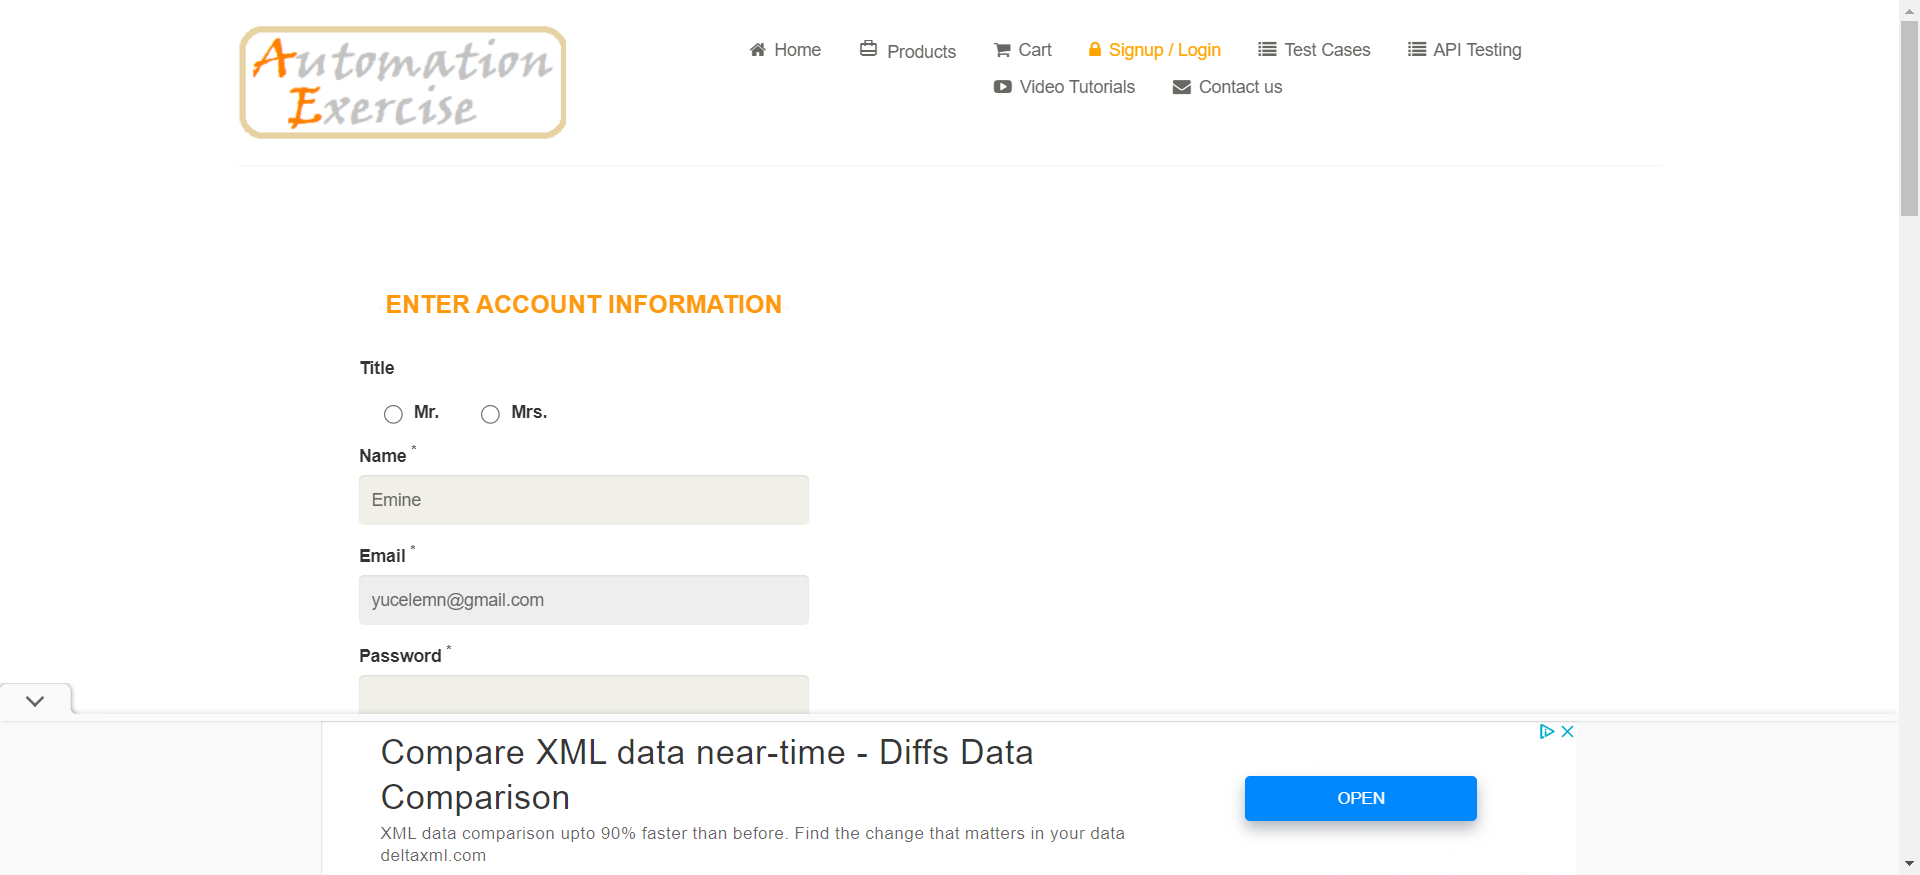 Automation
Exercise
Home
Products
Cart
Signup / Login
Test Cases
API Testing
Video Tutorials
Contact us
ENTER ACCOUNT INFORMATION
Title
Mr.
Mrs.
Name *
Emine
Email *
yucelemn@gmail.com
Password *
Compare XML data near-time - Diffs Data
Comparison
XML data comparison upto 90% faster than before. Find the change that matters in your data
deltaxml.com
OPEN